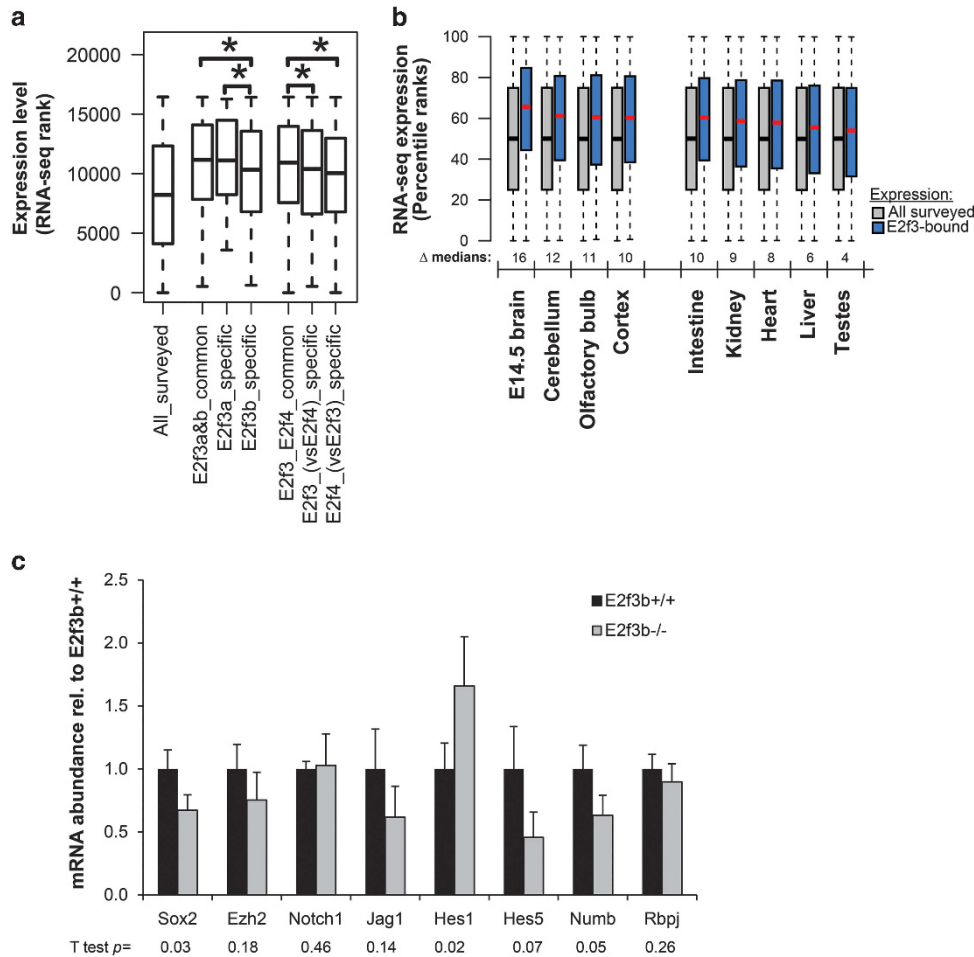 a
Expression level
(RNA-seq rank)
20000
15000
10000
5000
0
*
*
*
*
All_surveyed
E2f3a&b_common
E2f3a_specific
E2f3b_specific
E2f3_E2f4_common
E2f3_(vsE2f4)_specific
E2f4_(vsE2f3)_specific
b
RNA-seq expression
(Percentile ranks)
100
80
60
40
20
0
Expression:
All surveyed
E2f3-bound
Δ medians: 16 12 11 10 10 9 8 6 4
E14.5 brain
Cerebellum
Olfactory bulb
Cortex
Intestine
Kidney
Heart
Liver
Testes
c
mRNA abundance rel. to E2f3b+/+
2.5
2.0
1.5
1.0
0.5
0.0
E2f3b+/+
E2f3b-/-
Sox2 Ezh2 Notch1 Jag1 Hes1 Hes5 Numb Rbpj
T test p= 0.03 0.18 0.46 0.14 0.02 0.07 0.05 0.26